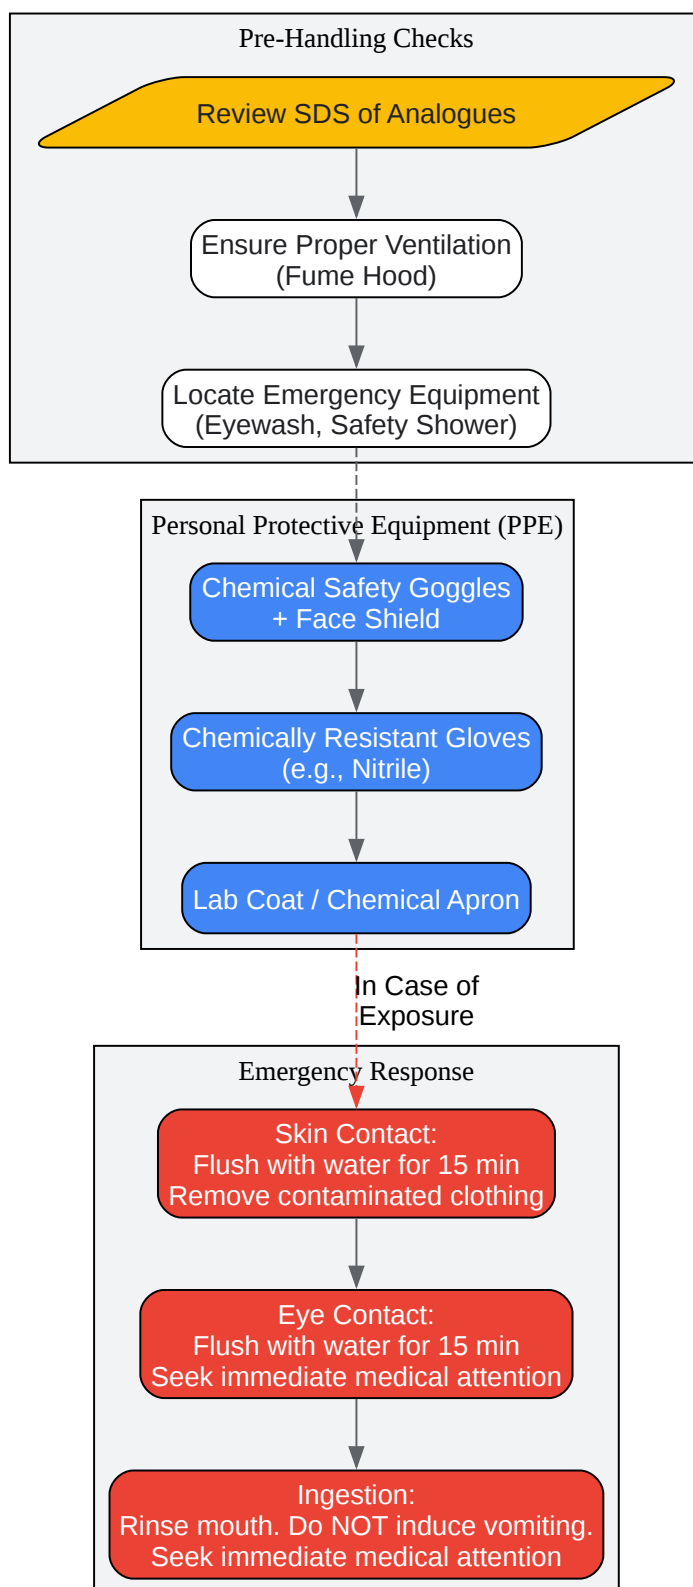 Pre-Handling Checks
Review SDS of Analogues
Ensure Proper Ventilation
(Fume Hood)
Locate Emergency Equipment
(Eyewash, Safety Shower)
Personal Protective Equipment (PPE)
Chemical Safety Goggles
+ Face Shield
Chemically Resistant Gloves
(e.g., Nitrile)
Lab Coat / Chemical Apron
In Case of
Exposure
Emergency Response
Skin Contact:
Flush with water for 15 min
Remove contaminated clothing
Eye Contact:
Flush with water for 15 min
Seek immediate medical attention
Ingestion:
Rinse mouth. Do NOT induce vomiting.
Seek immediate medical attention